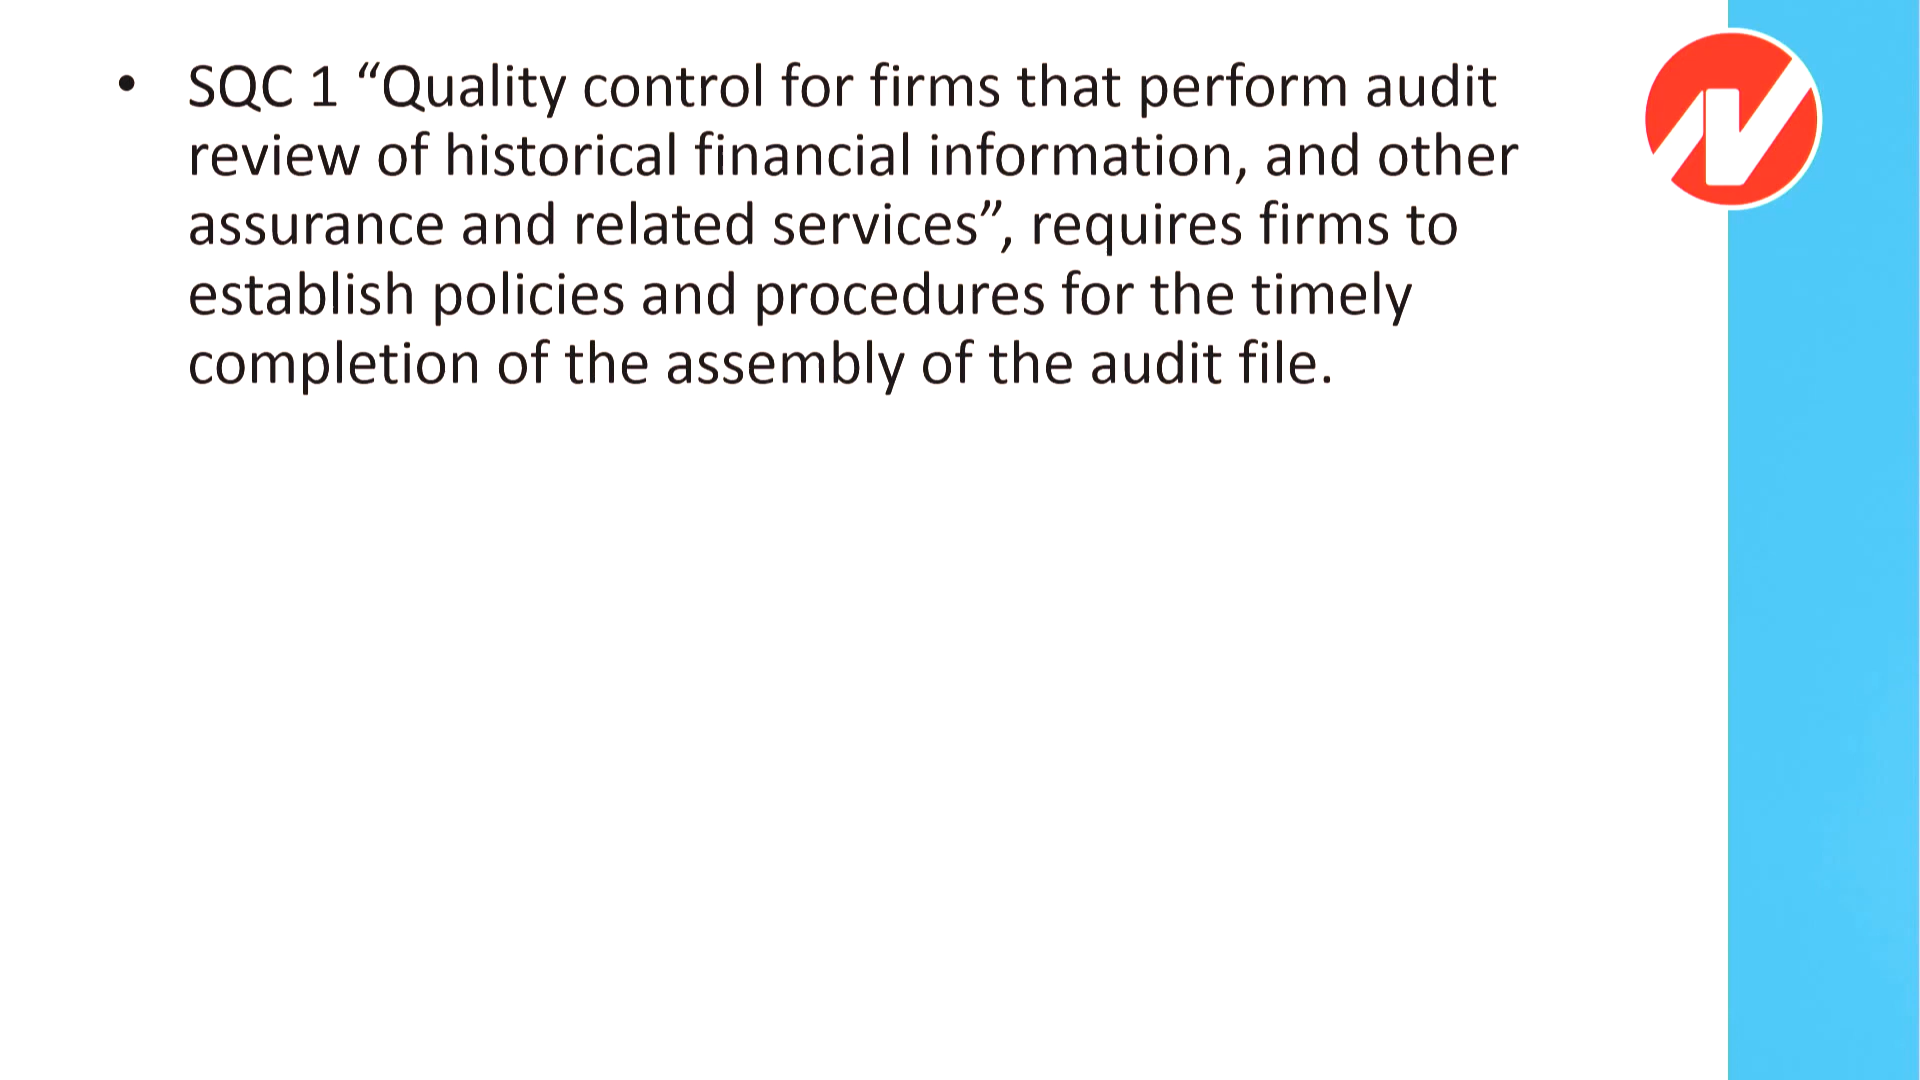 • SQC 1 “Quality control for firms that perform audit
review of historical financial information, and other
assurance and related services”, requires firms to
establish policies and procedures for the timely
completion of the assembly of the audit file.